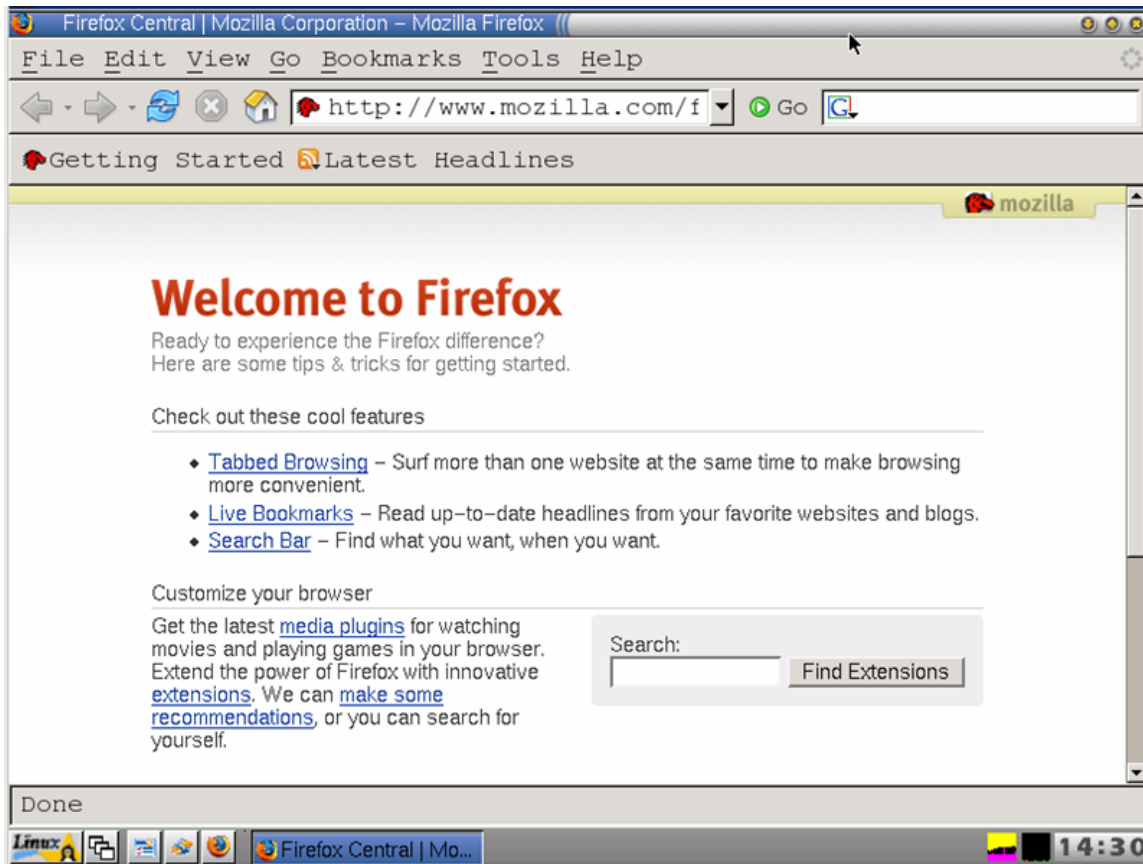 Firefox Central | Mozilla Corporation – Mozilla Firefox
File Edit View Go Bookmarks Tools Help
http://www.mozilla.com/f Go G
Getting Started Latest Headlines
mozilla
Welcome to Firefox
Ready to experience the Firefox difference?
Here are some tips & tricks for getting started.
Check out these cool features
Tabbed Browsing – Surf more than one website at the same time to make browsing
more convenient.
Live Bookmarks – Read up-to-date headlines from your favorite websites and blogs.
Search Bar – Find what you want, when you want.
Customize your browser
Get the latest media plugins for watching
movies and playing games in your browser.
Extend the power of Firefox with innovative
extensions. We can make some
recommendations, or you can search for
yourself.
Search:
Find Extensions
Done
Linux Firefox Central | Mo... 14:30